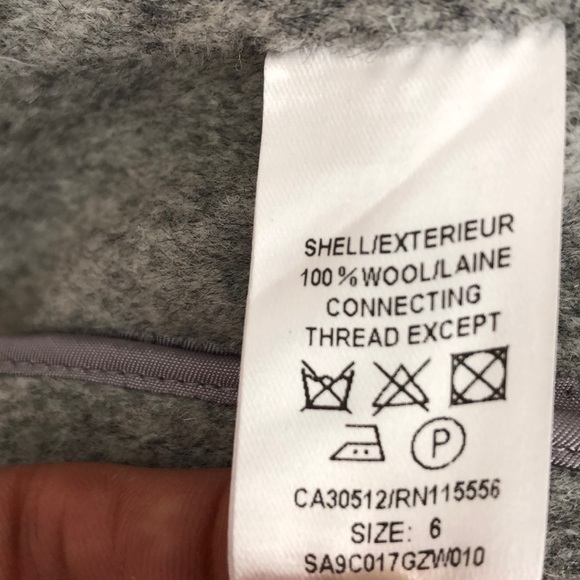 SHELL/EXTERIEUR
100 % WOOL/LAINE
CONNECTING
THREAD EXCEPT
P
CA30512/RN115556
SIZE: 6
SA9C017GZW010